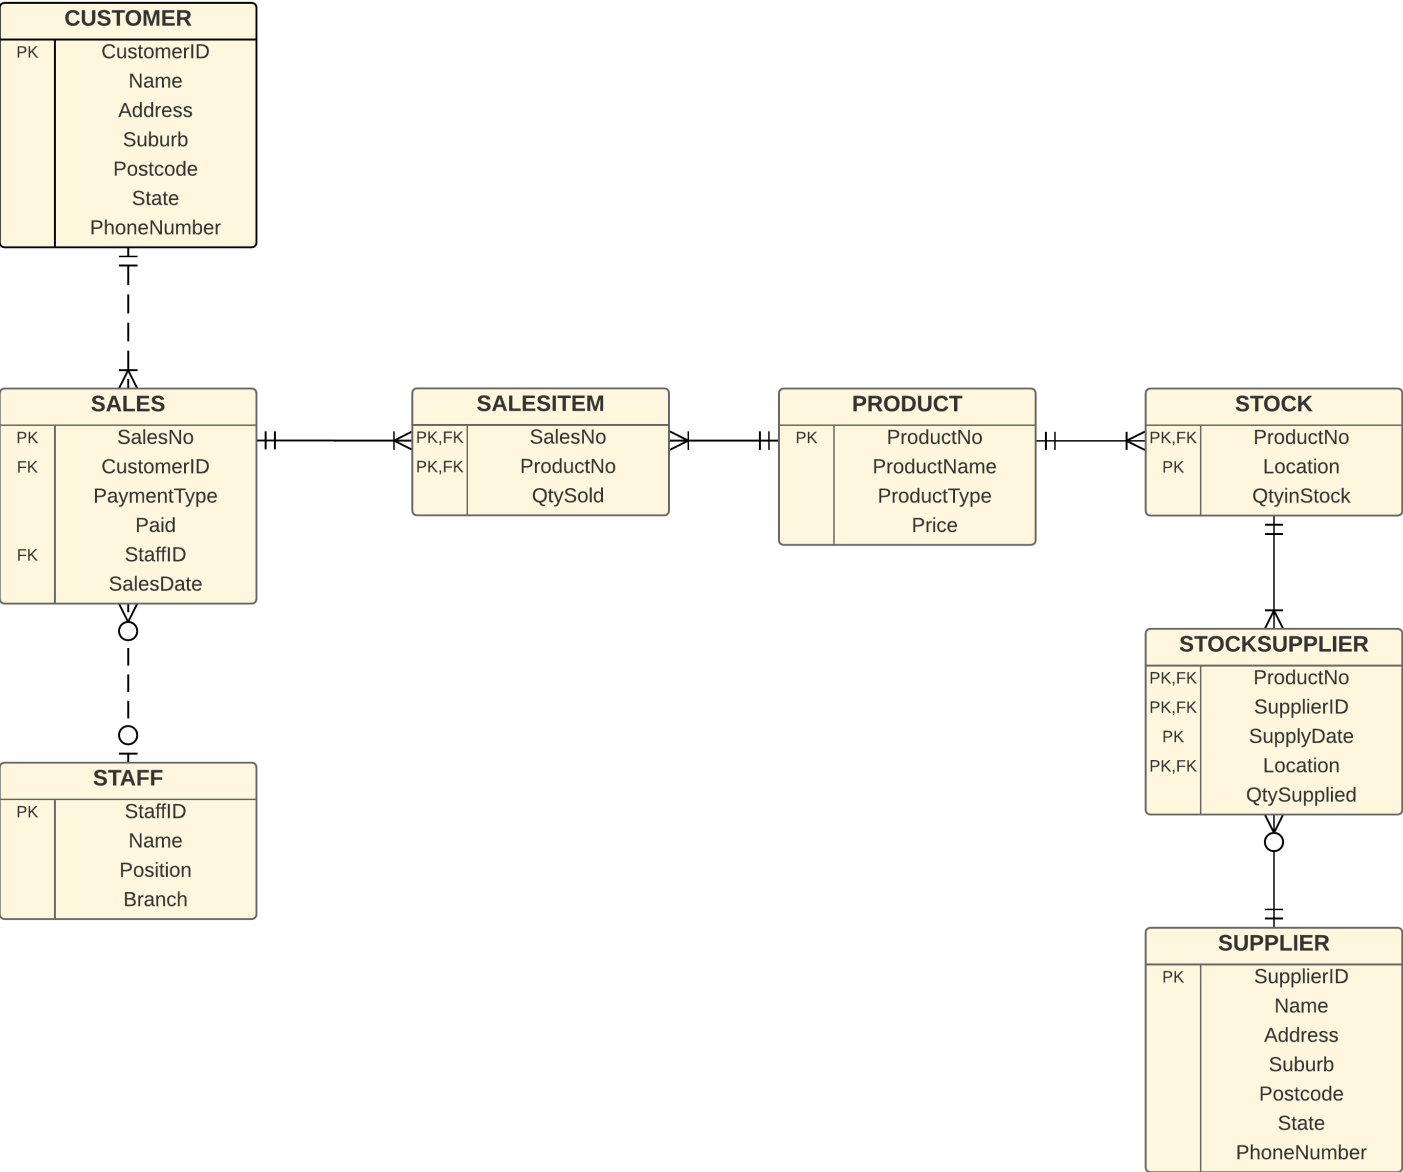 CUSTOMER
PK CustomerID
Name
Address
Suburb
Postcode
State
PhoneNumber
SALES
PK SalesNo
FK CustomerID
PaymentType
Paid
FK StaffID
SalesDate
SALESITEM
PK,FK SalesNo
PK,FK ProductNo
QtySold
PRODUCT
PK ProductNo
ProductName
ProductType
Price
STOCK
PK,FK ProductNo
PK Location
QtyinStock
STOCKSUPPLIER
PK,FK ProductNo
PK,FK SupplierID
PK SupplyDate
PK,FK Location
QtySupplied
STAFF
PK StaffID
Name
Position
Branch
SUPPLIER
PK SupplierID
Name
Address
Suburb
Postcode
State
PhoneNumber